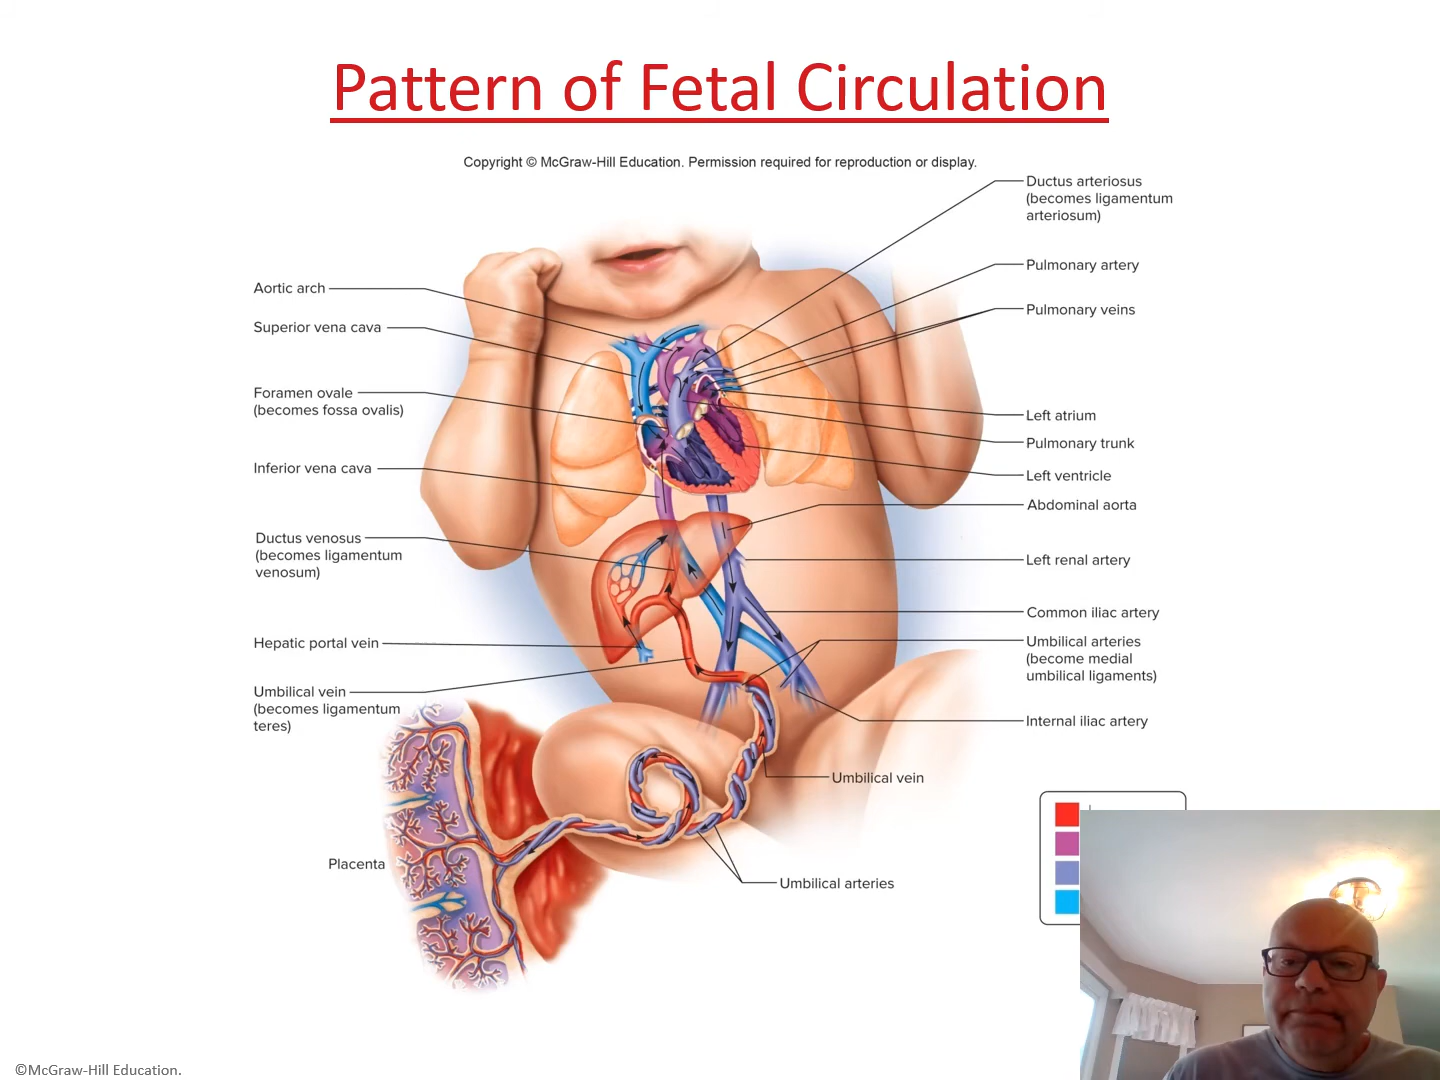 Pattern of Fetal Circulation
Copyright © McGraw-Hill Education. Permission required for reproduction or display.
Aortic arch
Superior vena cava
Foramen ovale
(becomes fossa ovalis)
Inferior vena cava
Ductus venosus
(becomes ligamentum
venosum)
Hepatic portal vein
Umbilical vein
(becomes ligamentum
teres)
Placenta
Ductus arteriosus
(becomes ligamentum
arteriosum)
Pulmonary artery
Pulmonary veins
Left atrium
Pulmonary trunk
Left ventricle
Abdominal aorta
Left renal artery
Common iliac artery
Umbilical arteries
(become medial
umbilical ligaments)
Internal iliac artery
Umbilical vein
Umbilical arteries
©McGraw-Hill Education.